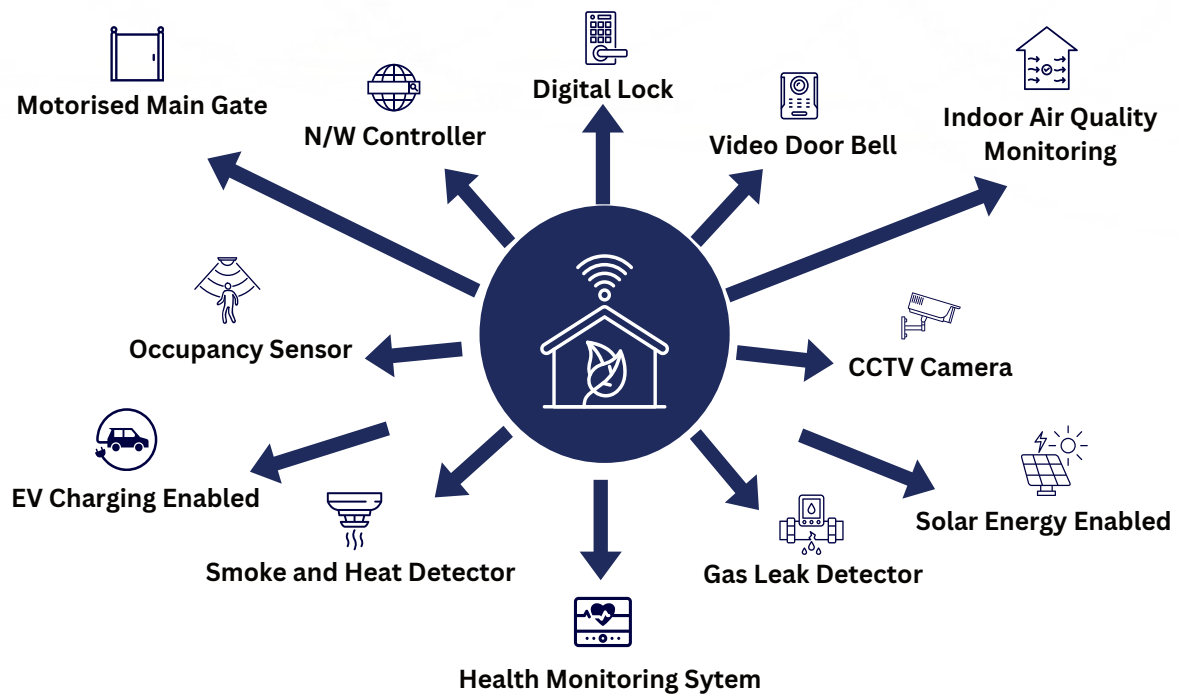 Digital Lock
Motorised Main Gate
N/W Controller
Video Door Bell
Indoor Air Quality
Monitoring
Occupancy Sensor
CCTV Camera
EV Charging Enabled
Solar Energy Enabled
Smoke and Heat Detector
Gas Leak Detector
Health Monitoring Sytem